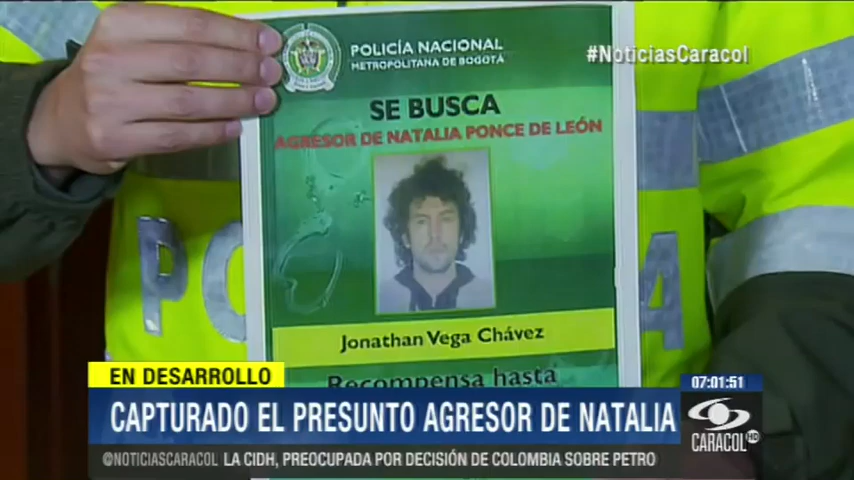 POLICÍA NACIONAL
METROPOLITANA DE BOGOTÁ
#NoticiasCaracol
SE BUSCA
AGRESOR DE NATALIA PONCE DE LEÓN
PO
A
Jonathan Vega Chávez
Recompensa hasta
EN DESARROLLO
07:01:51
CAPTURADO EL PRESUNTO AGRESOR DE NATALIA
CARACOL HD
@NOTICIASCARACOL LA CIDH, PREOCUPADA POR DECISIÓN DE COLOMBIA SOBRE PETRO